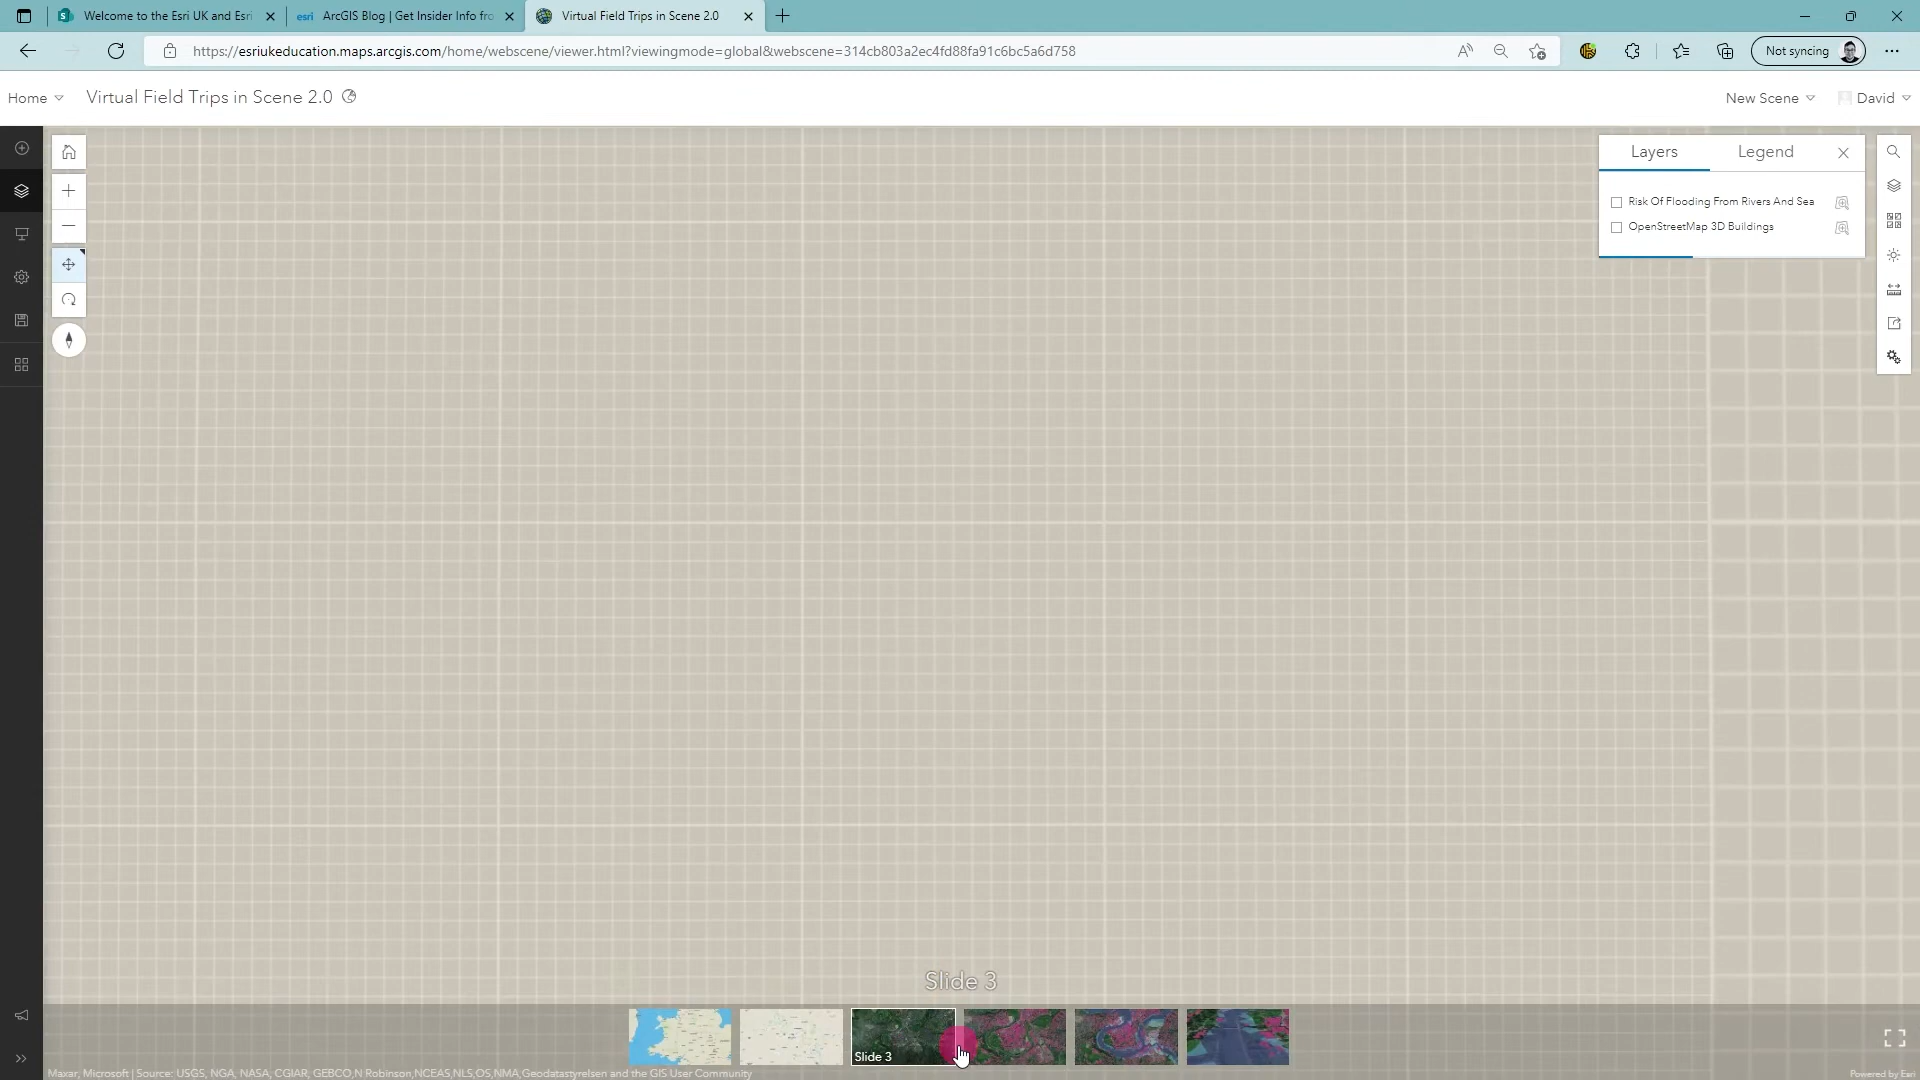 Welcome to the Esri UK and Esri
ArcGIS Blog | Get Insider Info fro
Virtual Field Trips in Scene 2.0
https://esriukeducation.maps.arcgis.com/home/webscene/viewer.html?viewingmode=global&webscene=314cb803a2ec4fd88fa91c6bc5a6d758
Not syncing
Home
Virtual Field Trips in Scene 2.0
New Scene
David
Layers
Legend
Risk Of Flooding From Rivers And Sea
OpenStreetMap 3D Buildings
Slide 3
Slide 3
Maxar, Microsoft | Source: USGS, NGA, NASA, CGIAR, GEBCO,N Robinson,NCEAS,NLS,OS,NMA,Geodatastyrelsen and the GIS User Community
Powered by Esri